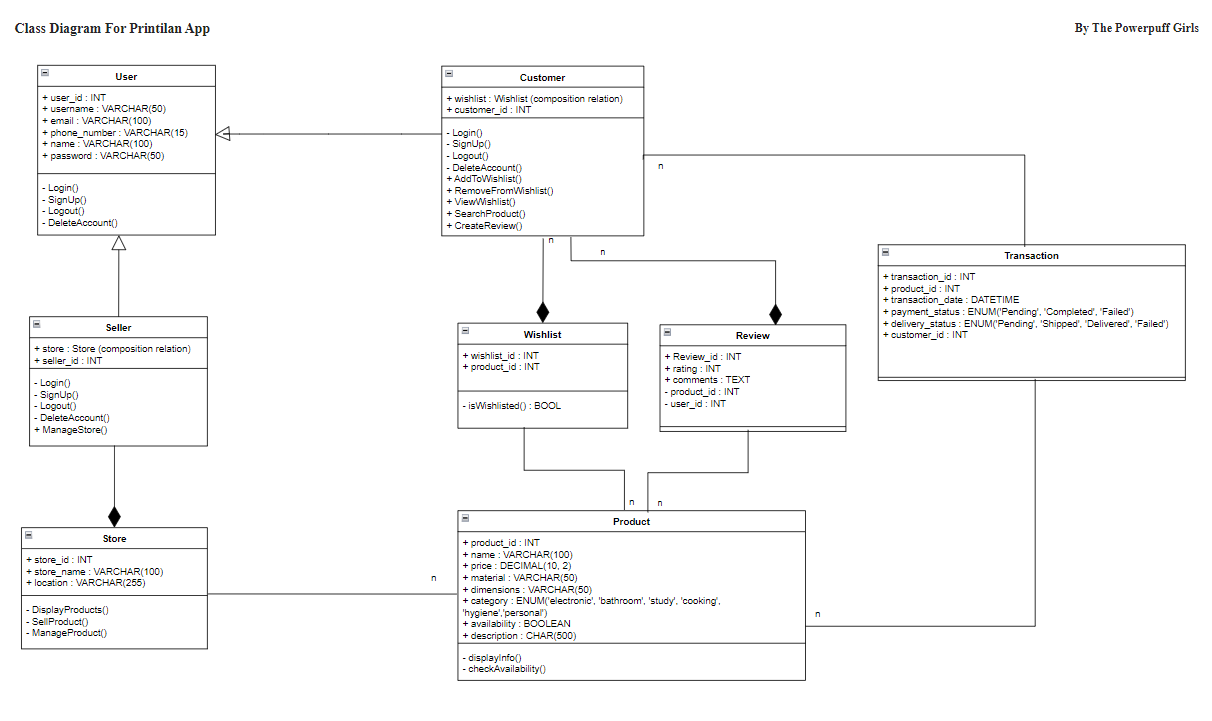 Class Diagram For Printilan App
By The Powerpuff Girls
User
+ user_id : INT
+ username : VARCHAR(50)
+ email : VARCHAR(100)
+ phone_number : VARCHAR(15)
+ name : VARCHAR(100)
+ password : VARCHAR(50)
- Login()
- SignUp()
- Logout()
- DeleteAccount()
Customer
+ wishlist : Wishlist (composition relation)
+ customer_id : INT
- Login()
- SignUp()
- Logout()
- DeleteAccount()
+ AddToWishlist()
+ RemoveFromWishlist()
+ ViewWishlist()
+ SearchProduct()
+ CreateReview()
n
n
n
Transaction
+ transaction_id : INT
+ product_id : INT
+ transaction_date : DATETIME
+ payment_status : ENUM('Pending', 'Completed', 'Failed')
+ delivery_status : ENUM('Pending', 'Shipped', 'Delivered', 'Failed')
+ customer_id : INT
Seller
+ store : Store (composition relation)
+ seller_id : INT
- Login()
- SignUp()
- Logout()
- DeleteAccount()
+ ManageStore()
Wishlist
+ wishlist_id : INT
+ product_id : INT
- isWishlisted() : BOOL
Review
+ Review_id : INT
+ rating : INT
+ comments : TEXT
- product_id : INT
- user_id : INT
n
n
Store
+ store_id : INT
+ store_name : VARCHAR(100)
+ location : VARCHAR(255)
- DisplayProducts()
- SellProduct()
- ManageProduct()
n
Product
+ product_id : INT
+ name : VARCHAR(100)
+ price : DECIMAL(10, 2)
+ material : VARCHAR(50)
+ dimensions : VARCHAR(50)
+ category : ENUM('electronic', 'bathroom', 'study', 'cooking',
'hygiene','personal')
+ availability : BOOLEAN
+ description : CHAR(500)
- displayInfo()
- checkAvailability()
n